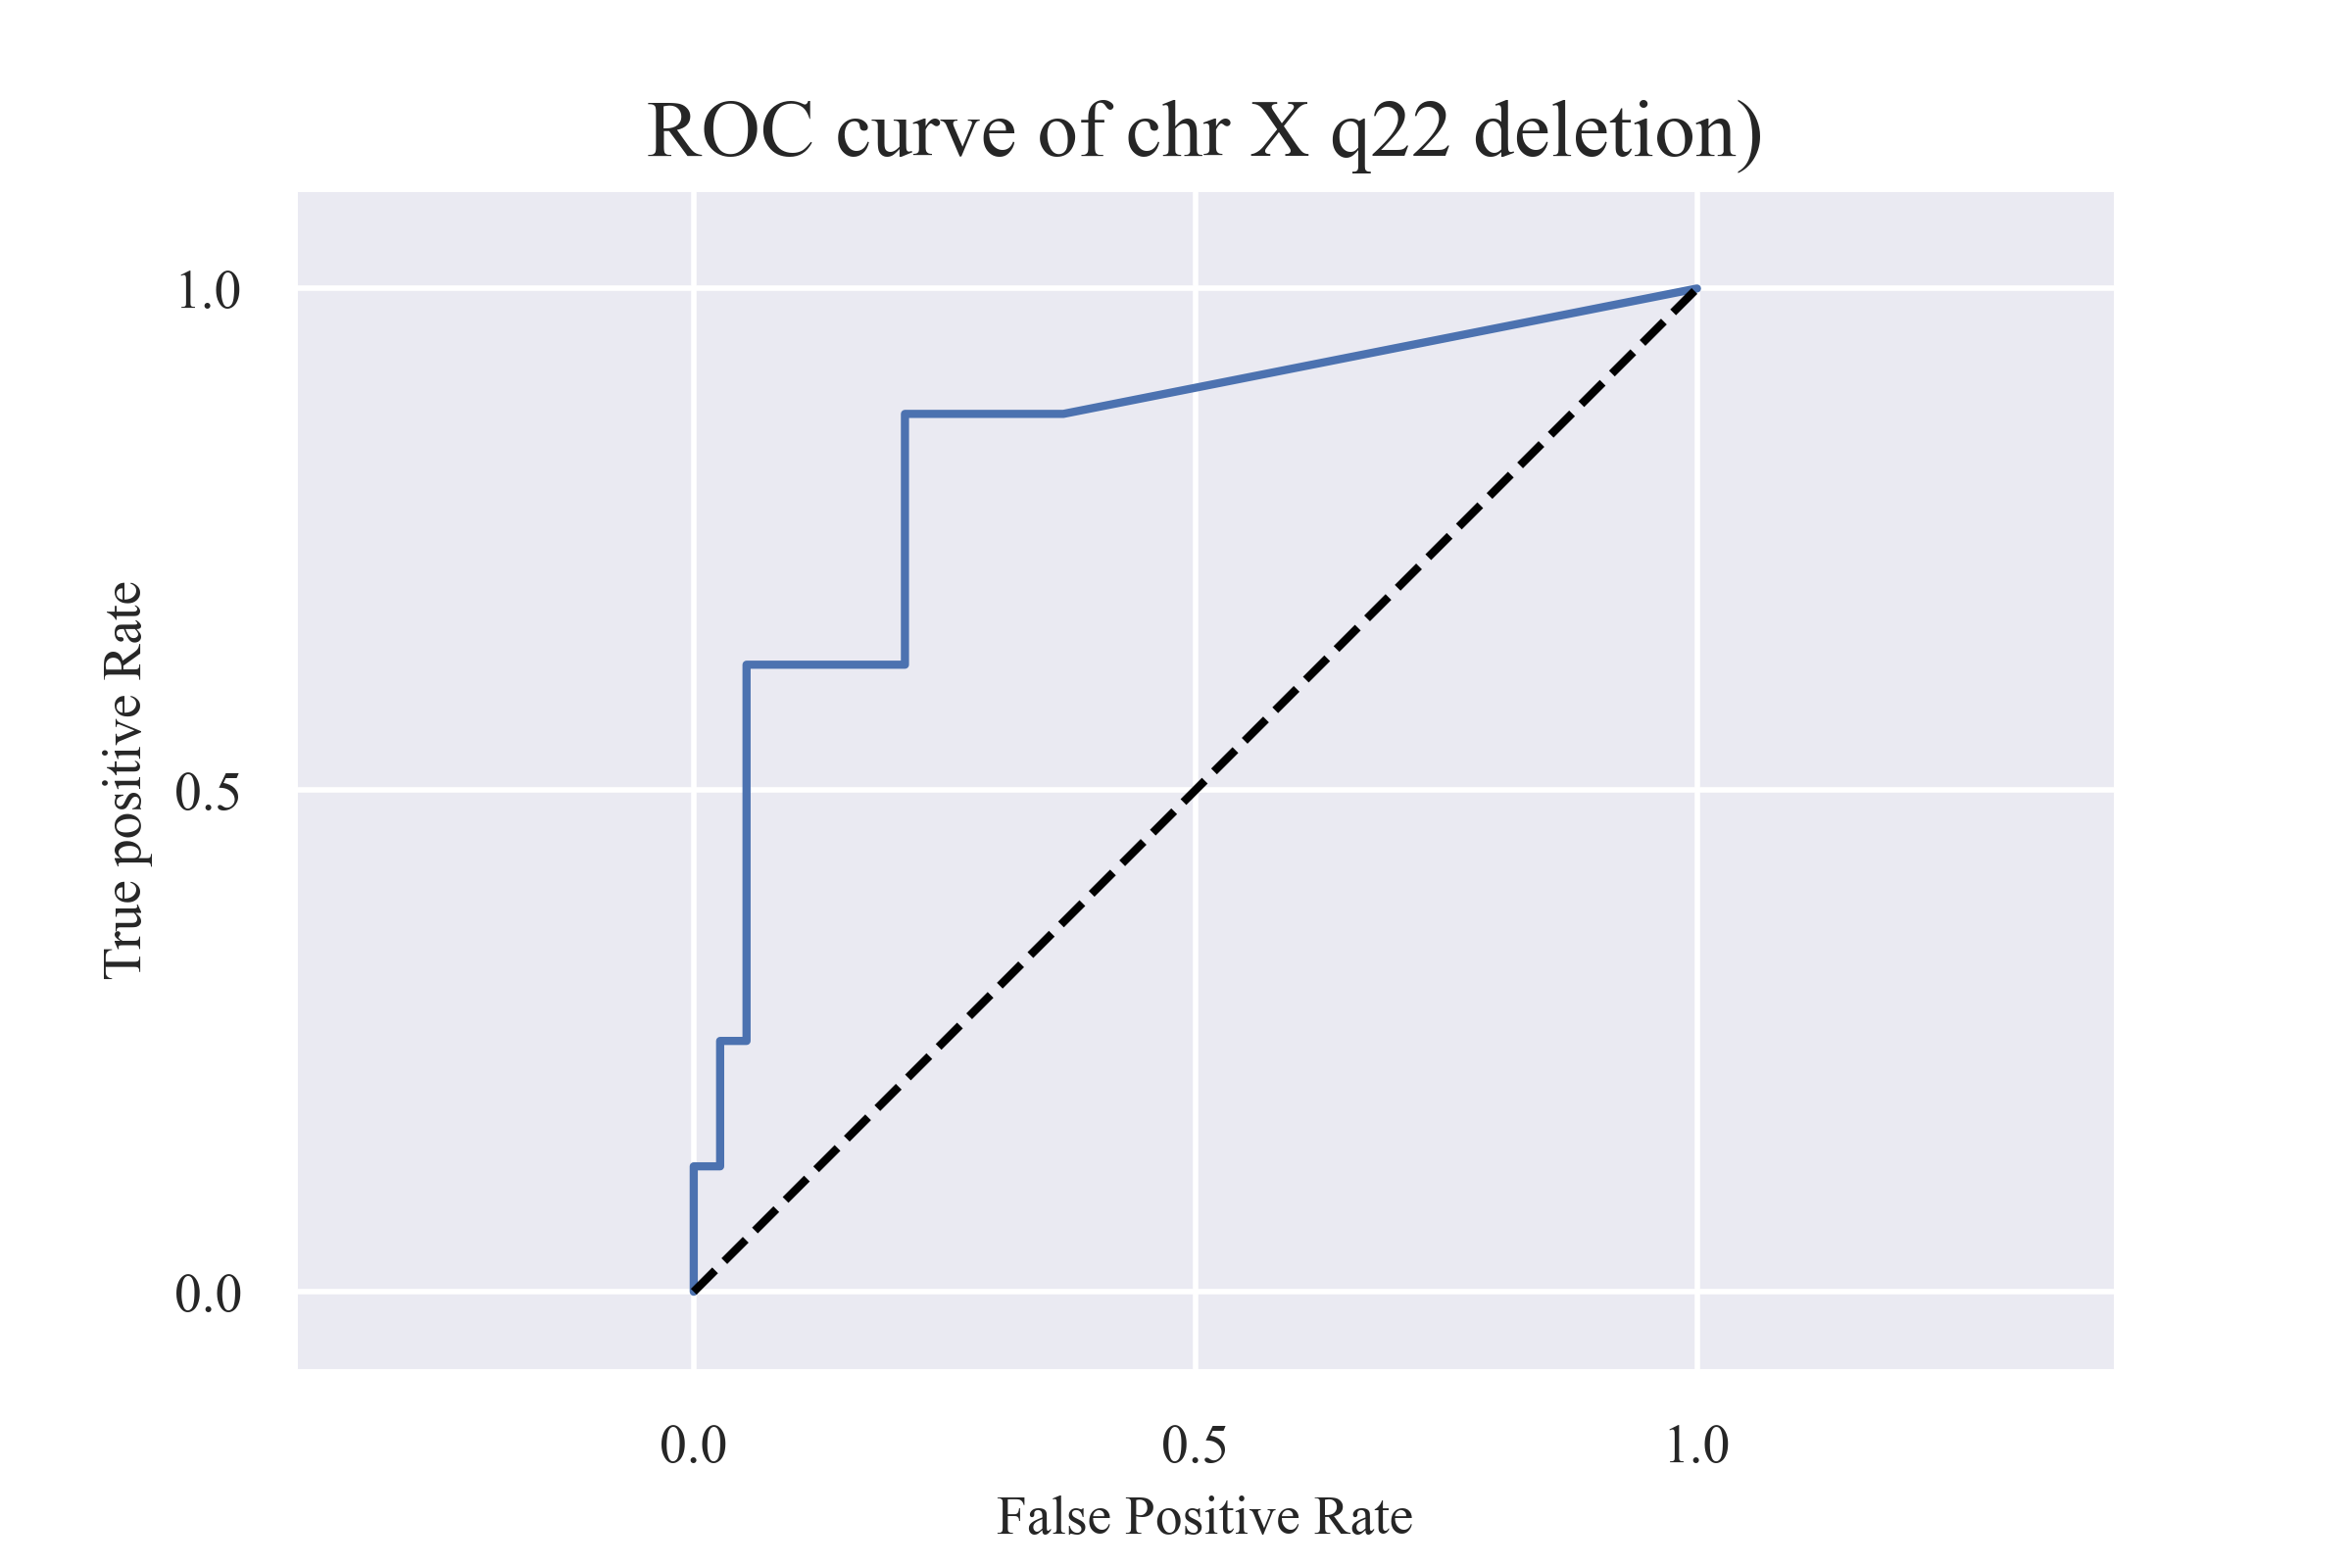 ROC curve of chr X q22 deletion)
True positive Rate
1.0
0.5
0.0
0.0 0.5 1.0
False Positive Rate